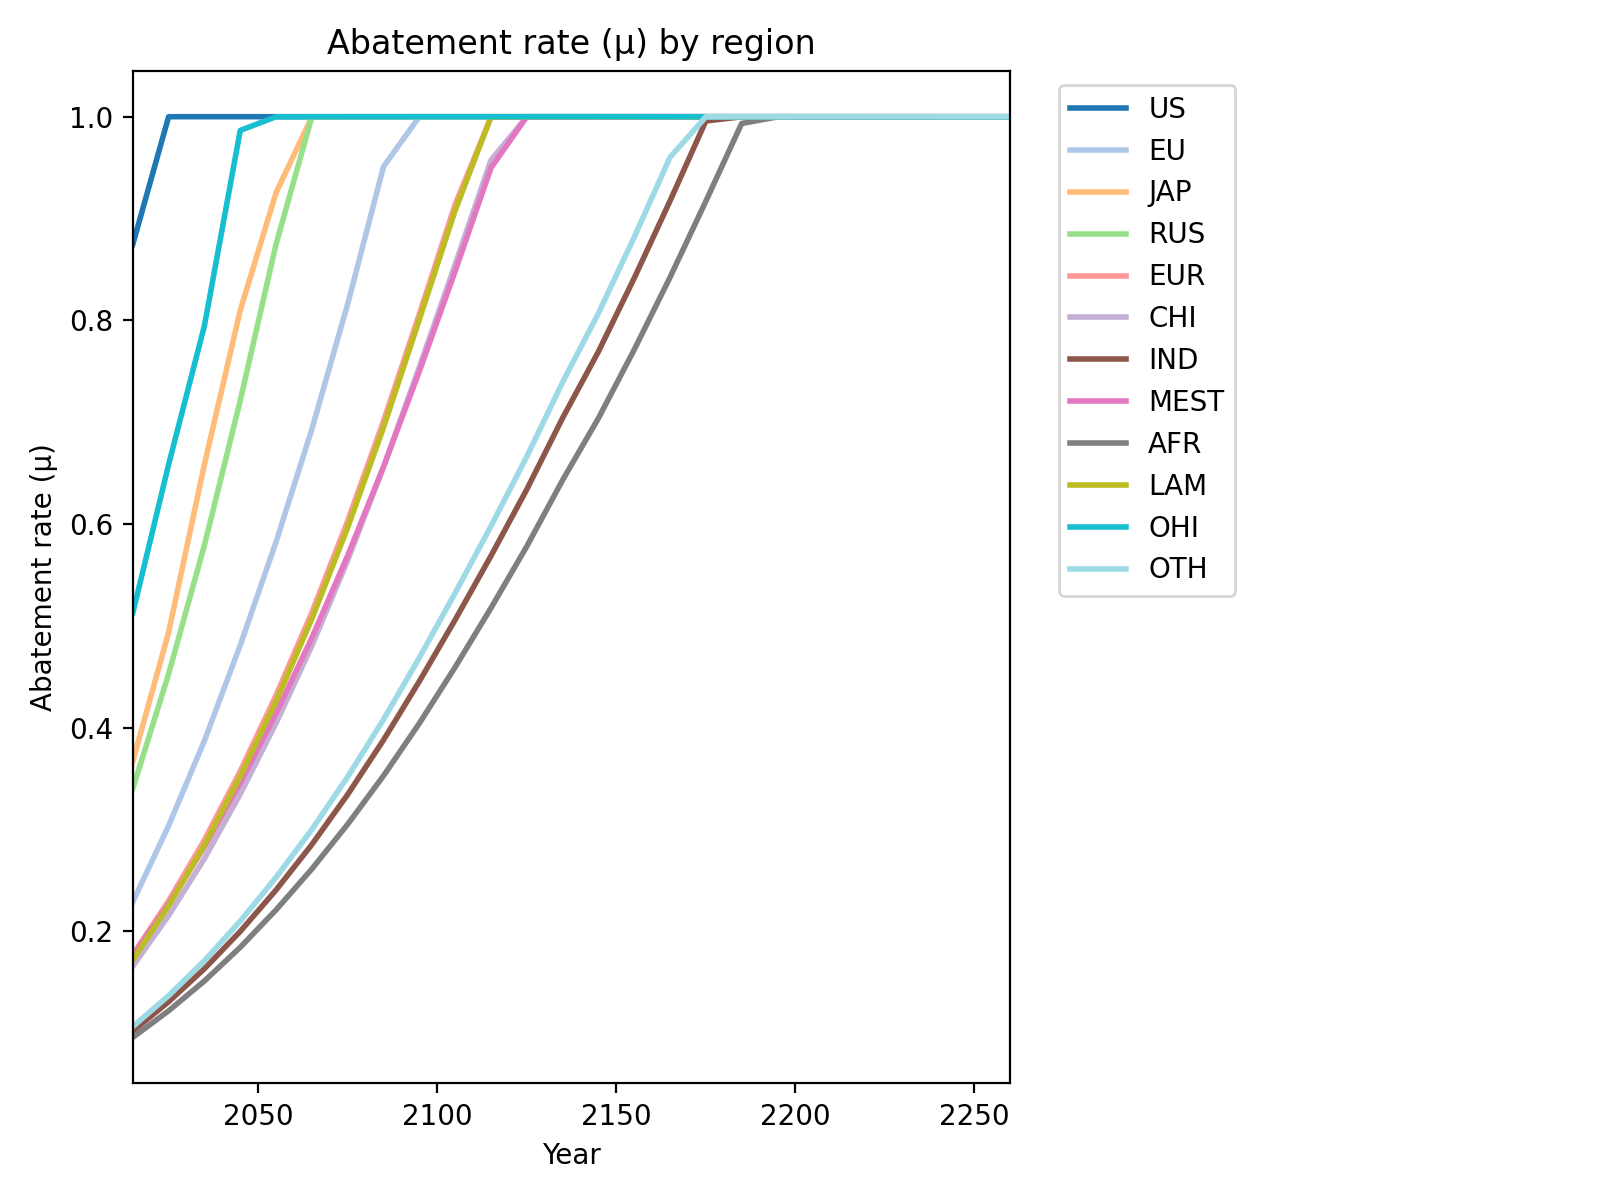 Abatement rate (μ) by region
Abatement rate (μ)
1.0
0.8
0.6
0.4
0.2
2050
2100
2150
2200
2250
Year
US
EU
JAP
RUS
EUR
CHI
IND
MEST
AFR
LAM
OHI
OTH